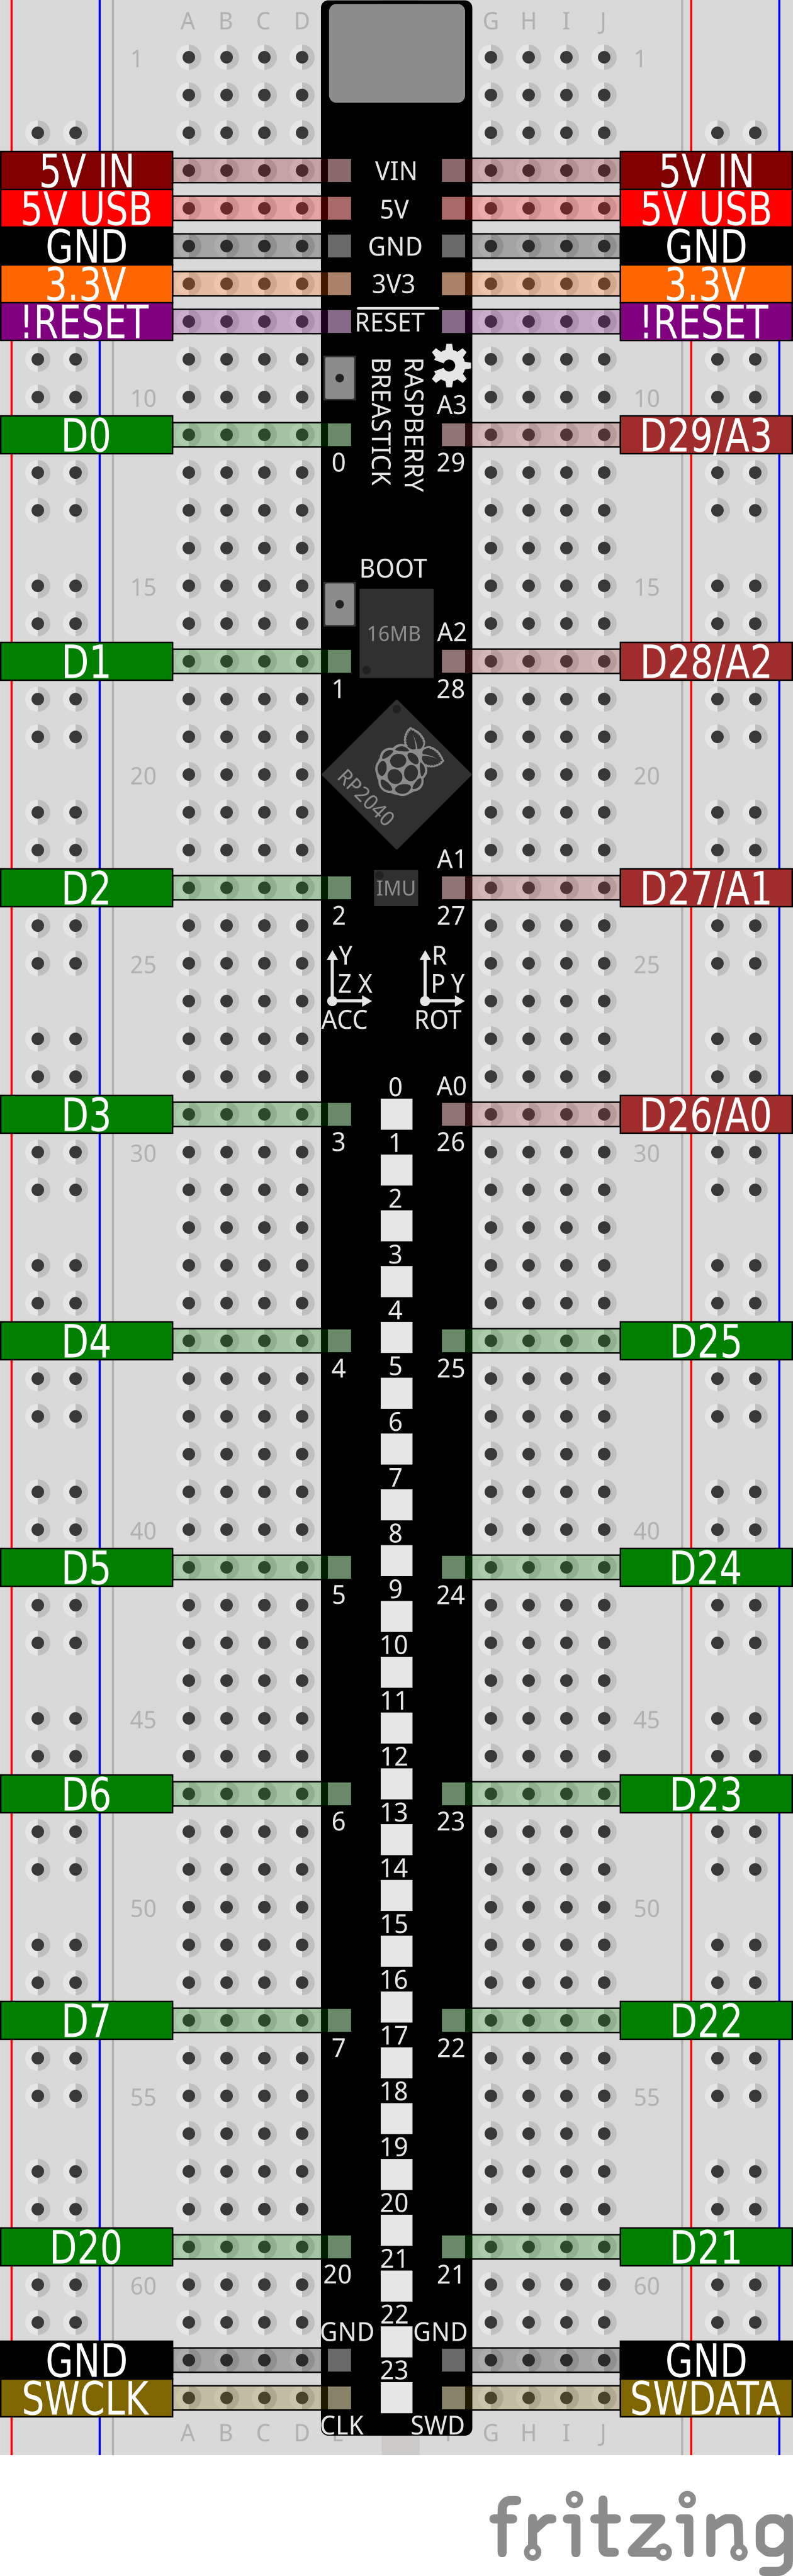 A B C D G H I J
1 1
5V IN VIN 5V IN
5V USB 5V 5V USB
GND GND GND
3.3V 3V3 3.3V
!RESET RESET !RESET
RASPBERRY
BREASTICK
10 A3 10
D0 D29/A3
0 29
BOOT
15 15
16MB A2
D1 D28/A2
1 28
20 RP2040 20
A1
D2 IMU D27/A1
2 27
Y R
25 Z X P Y 25
ACC ROT
0 A0
D3 D26/A0
3 1 26
30 30
2
3
4
D4 D25
4 5 25
6
7
40 8 40
D5 D24
5 9 24
10
11
45 45
12
D6 D23
6 13 23
14
50 50
15
16
D7 D22
7 17 22
55 18 55
19
20
D20 D21
20 21 21
60 60
22
GND GND
GND GND
23
SWCLK SWDATA
CLK SWD
A B C D G H I J
fritzing